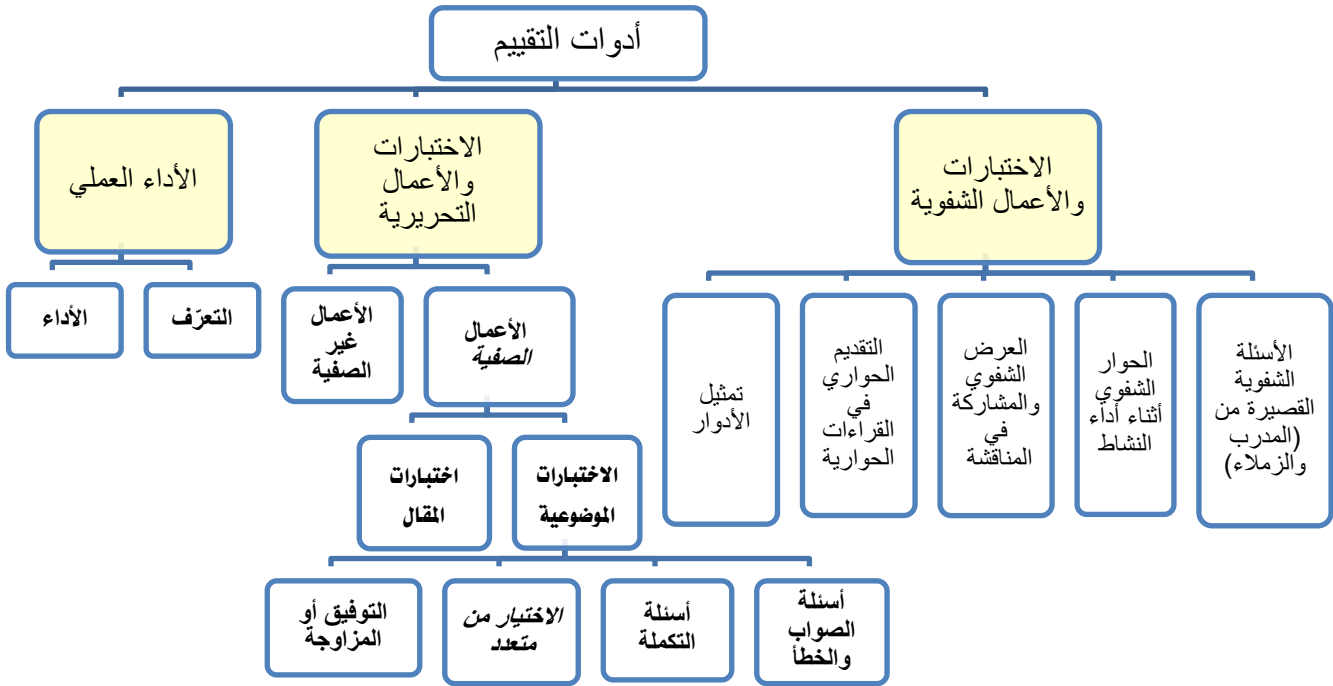 أدوات التقييم
الاختبارات
والأعمال الشفوية
الاختبارات
والأعمال
التحريرية
الأداء العملي
الأسئلة
الشفوية
القصيرة من
(المدرب
والزملاء)
الحوار
الشفوي
أثناء أداء
النشاط
العرض
الشفوي
والمشاركة
في
المناقشة
التقديم
الحواري
في
القراءات
الحوارية
تمثيل
الأدوار
الأعمال
الصفية
الأعمال
غير
الصفية
التعرّف
الأداء
الاختبارات
الموضوعية
اختبارات
المقال
أسئلة
الصواب
والخطأ
أسئلة
التكملة
الاختيار من
متعدد
التوفيق أو
المزاوجة